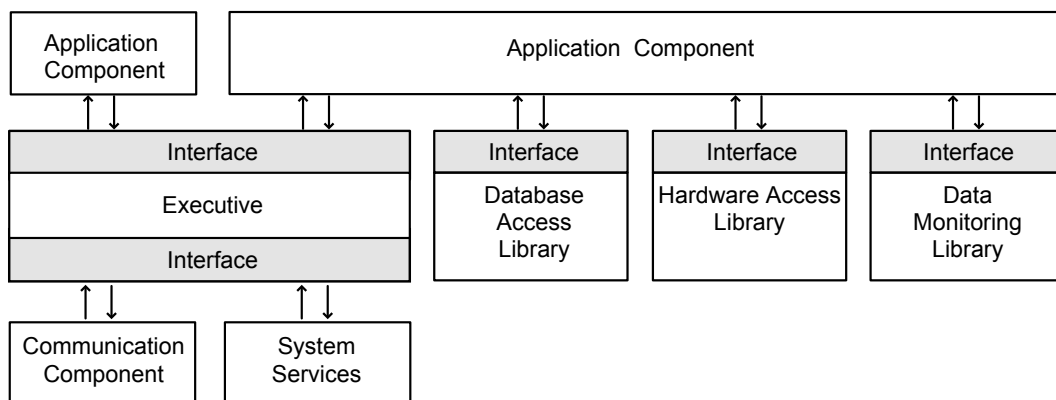 Application
Component
Application Component
Interface
Executive
Interface
Interface
Database
Access
Library
Interface
Hardware Access
Library
Interface
Data
Monitoring
Library
Communication
Component
System
Services